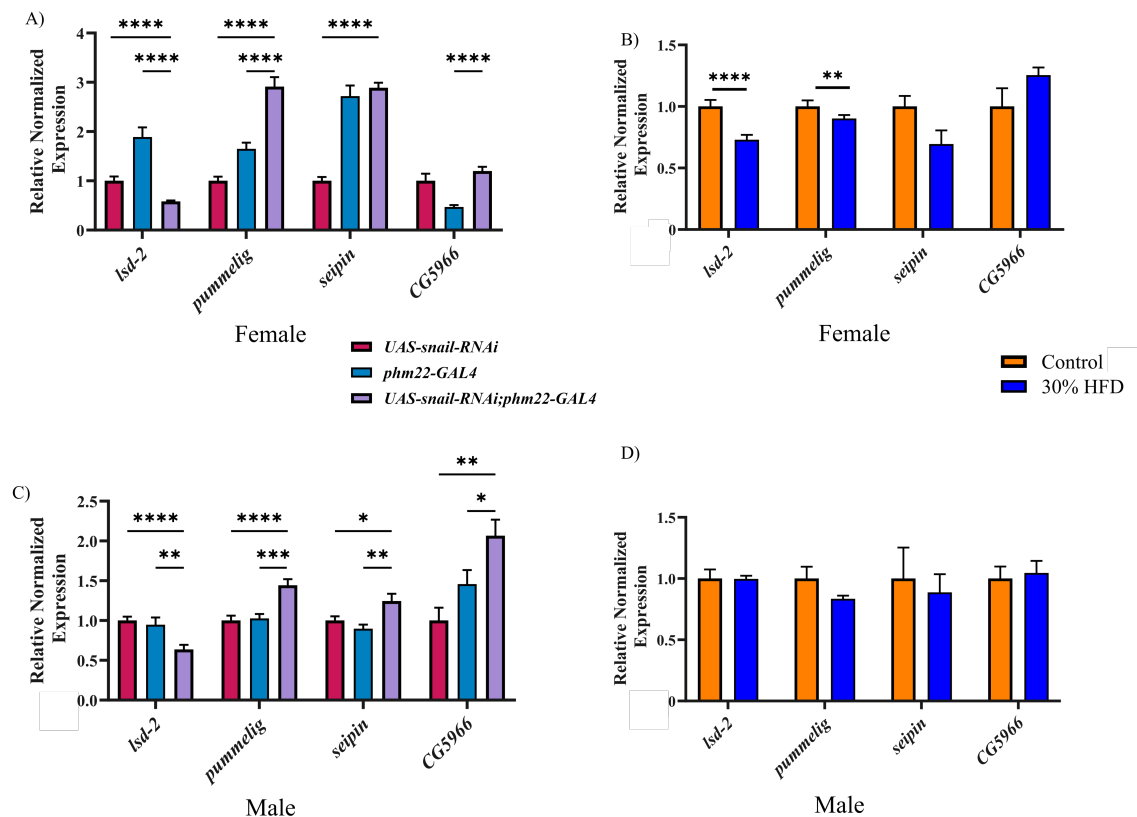 A)
**** **** ****
**** **** ****
Relative Normalized
Expression
4
3
2
1
0
lsd-2
pummelig
seipin
CG5966
Female
B)
**** **
Relative Normalized
Expression
1.5
1.0
0.5
0
lsd-2
pummelig
seipin
CG5966
Female
UAS-snail-RNAi
phm22-GAL4
UAS-snail-RNAi;phm22-GAL4
Control
30% HFD
C)
**** **** * **
** *** ** *
Relative Normalized
Expression
2.5
2.0
1.5
1.0
0.5
0.0
lsd-2
pummelig
seipin
CG5966
Male
D)
Relative Normalized
Expression
1.5
1.0
0.5
0
lsd-2
pummelig
seipin
CG5966
Male